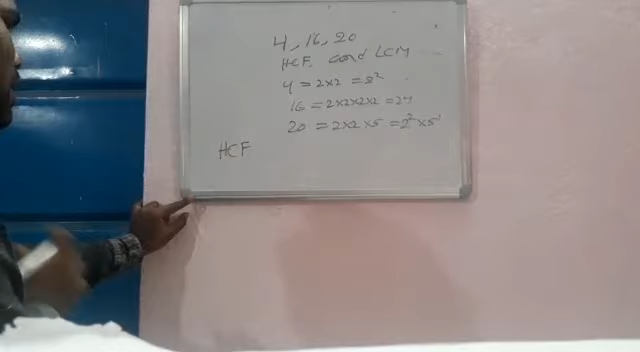 4, 16, 20
HCF and LCM
4 = 2×2 = 2²
16 = 2×2×2×2 = 2⁴
20 = 2×2×5 = 2²×5¹
HCF